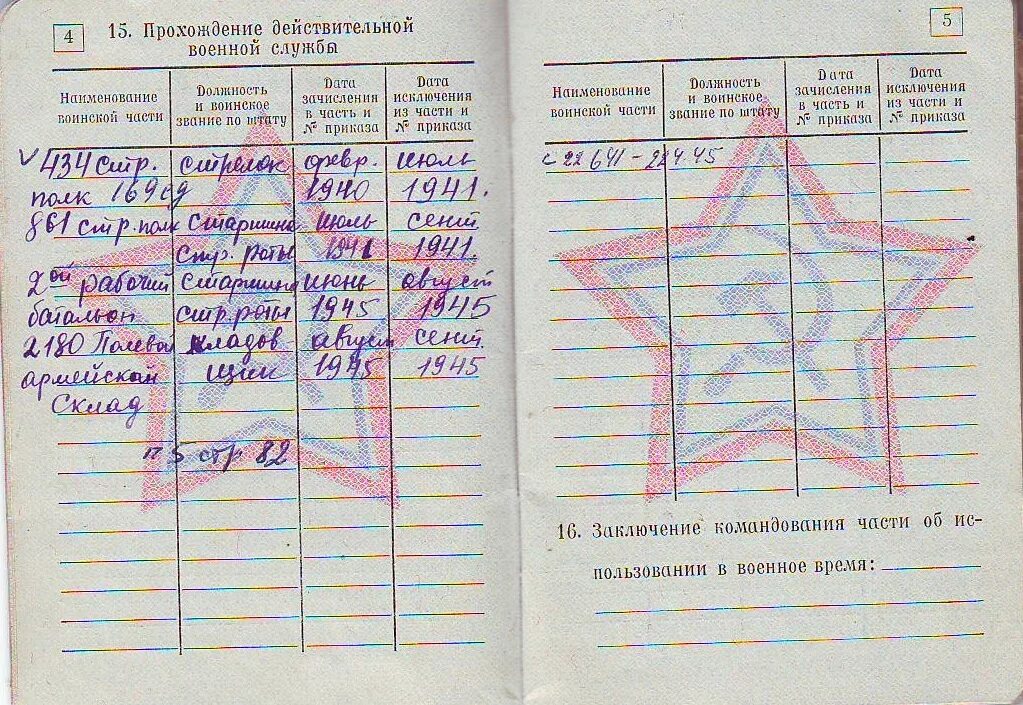 4
15. Прохождение действительной
военной службы
Наименование воинской части
Должность и воинское звание по штату
Дата зачисления в часть и № приказа
Дата исключения из части и № приказа
434 стр. стрелок февр. июль
полк 169 сд 1940 1941.
861 стр. полк Старшина июль сент
стр. роты 1941 1941.
2ой рабочий Старшина июнь август
батальон стр. роты 1945 1945
2180 Полевой кладов август сент
армейский щик 1945 1945
Склад
п 5 стр 82
5
Наименование воинской части
Должность и воинское звание по штату
Дата зачисления в часть и № приказа
Дата исключения из части и № приказа
с 22 6 41 - 22 4 45
16. Заключение командования части об ис-
пользовании в военное время: